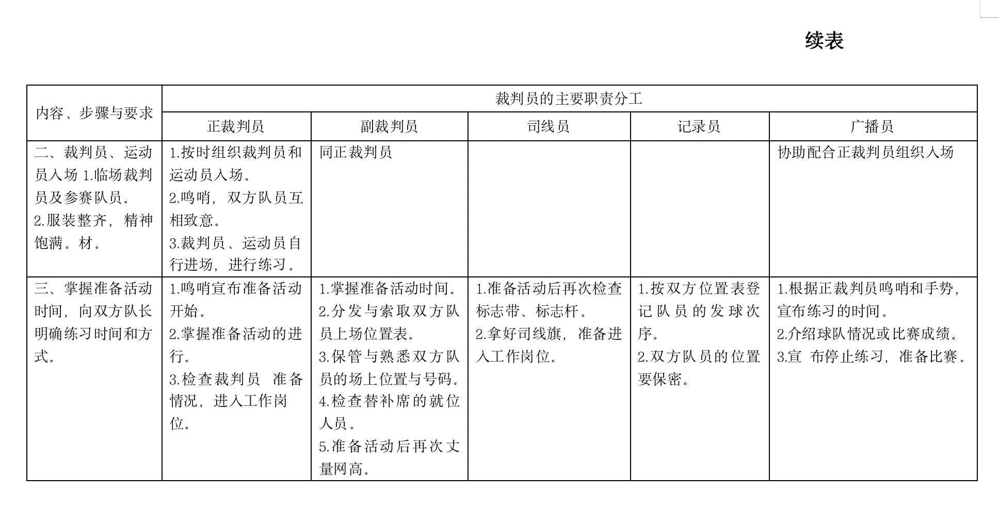 续表
内容、步骤与要求
裁判员的主要职责分工
正裁判员
副裁判员
司线员
记录员
广播员
二、裁判员、运动
员入场 1.临场裁判
员及参赛队员。
2.服装整齐，精神
饱满。材。
1.按时组织裁判员和
运动员入场。
2.鸣哨，双方队员互
相致意。
3.裁判员、运动员自
行进场，进行练习。
同正裁判员
协助配合正裁判员组织入场
三、掌握准备活动
时间，向双方队长
明确练习时间和方
式。
1.鸣哨宣布准备活动
开始。
2.掌握准备活动的进
行。
3.检查裁判员 准备
情况，进入工作岗
位。
1.掌握准备活动时间。
2.分发与索取双方队
员上场位置表。
3.保管与熟悉双方队
员的场上位置与号码。
4.检查替补席的就位
人员。
5.准备活动后再次丈
量网高。
1.准备活动后再次检查
标志带、标志杆。
2.拿好司线旗，准备进
入工作岗位。
1.按双方位置表登
记队员的发球次
序。
2.双方队员的位置
要保密。
1.根据正裁判员鸣哨和手势，
宣布练习的时间。
2.介绍球队情况或比赛成绩。
3.宣 布停止练习，准备比赛。